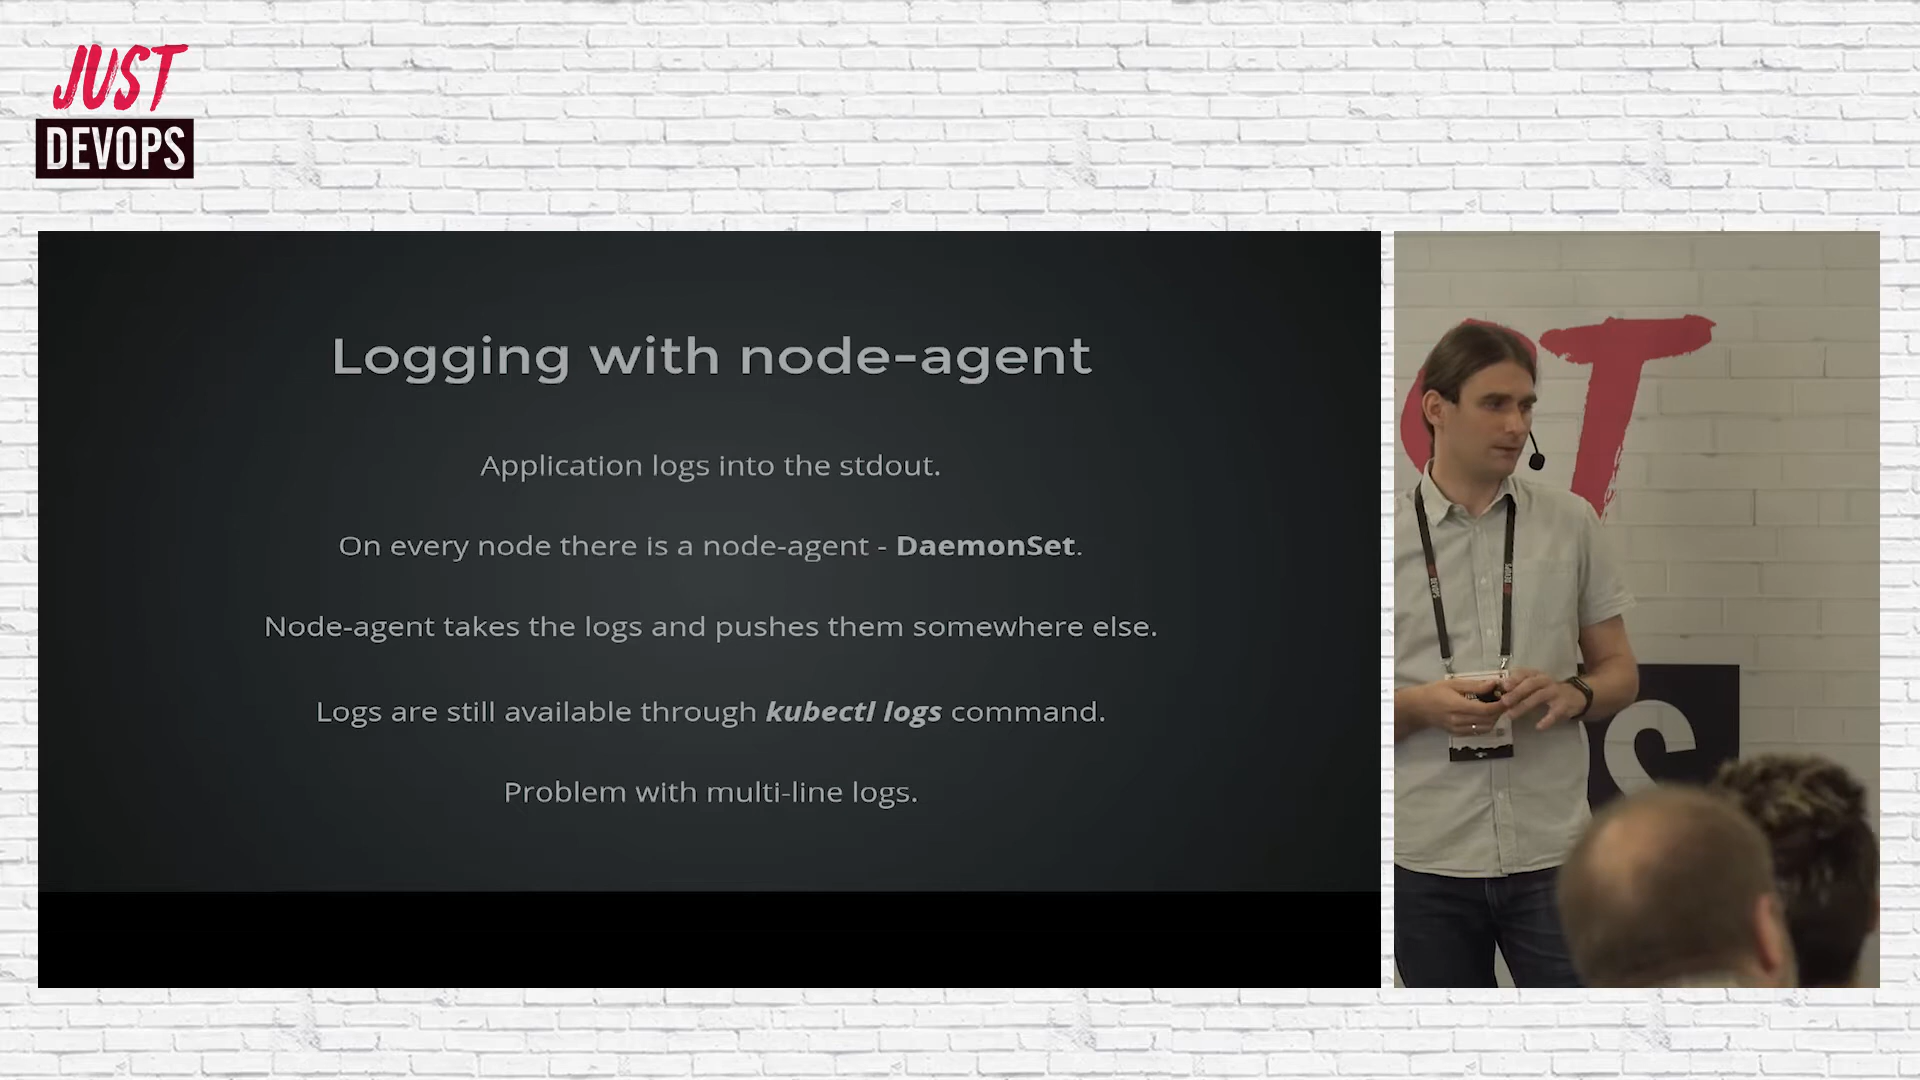 JUST
DEVOPS
Logging with node-agent
Application logs into the stdout.
On every node there is a node-agent - DaemonSet.
Node-agent takes the logs and pushes them somewhere else.
Logs are still available through kubectl logs command.
Problem with multi-line logs.
ST
S
DEVOPS